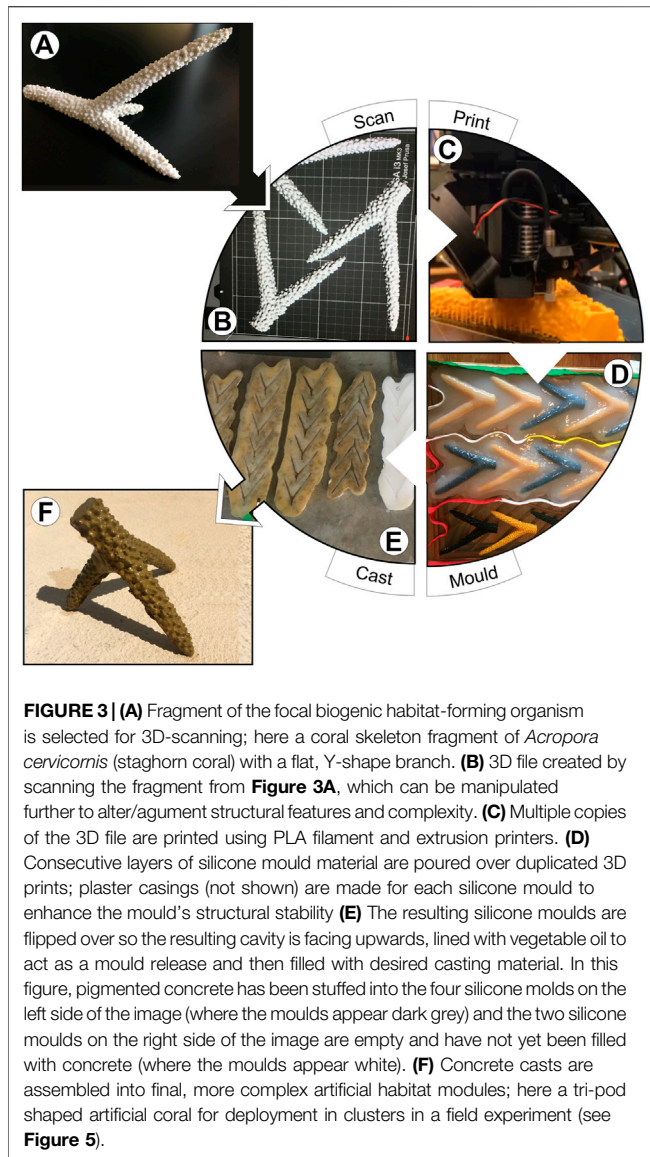 A
Scan
Print
C
SA i3 MK3
by Josef Prusa
B
D
E
F
Cast
Mould
FIGURE 3 | (A) Fragment of the focal biogenic habitat-forming organism
is selected for 3D-scanning; here a coral skeleton fragment of Acropora
cervicornis (staghorn coral) with a flat, Y-shape branch. (B) 3D file created by
scanning the fragment from Figure 3A, which can be manipulated
further to alter/agument structural features and complexity. (C) Multiple copies
of the 3D file are printed using PLA filament and extrusion printers. (D)
Consecutive layers of silicone mould material are poured over duplicated 3D
prints; plaster casings (not shown) are made for each silicone mould to
enhance the mould's structural stability (E) The resulting silicone moulds are
flipped over so the resulting cavity is facing upwards, lined with vegetable oil to
act as a mould release and then filled with desired casting material. In this
figure, pigmented concrete has been stuffed into the four silicone molds on the
left side of the image (where the moulds appear dark grey) and the two silicone
moulds on the right side of the image are empty and have not yet been filled
with concrete (where the moulds appear white). (F) Concrete casts are
assembled into final, more complex artificial habitat modules; here a tri-pod
shaped artificial coral for deployment in clusters in a field experiment (see
Figure 5).